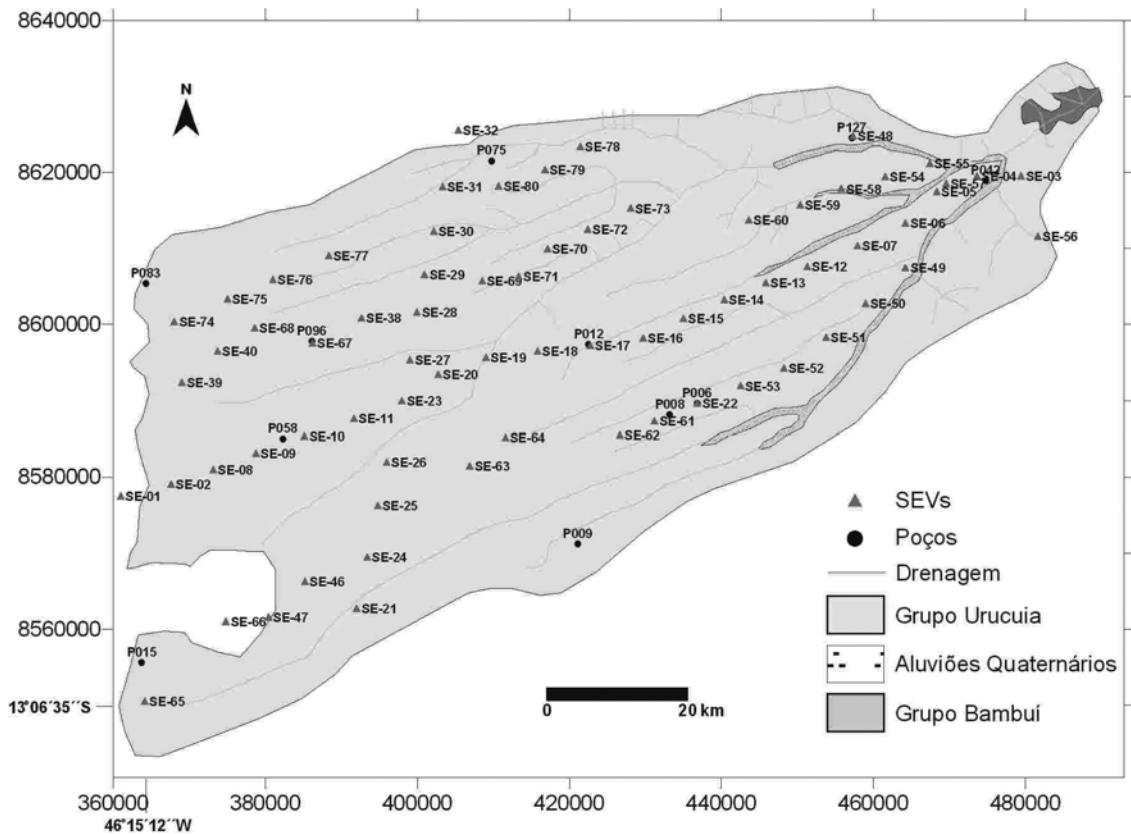 8640000
8620000
8600000
8580000
8560000
13°06´35´´S
360000
46°15´12´´W
380000
400000
420000
440000
460000
480000
N
SE-32
P075
SE-78
SE-79
SE-80
SE-31
SE-73
SE-72
SE-30
SE-70
SE-77
P083
SE-76
SE-29
SE-69
SE-71
SE-75
SE-74
SE-68
P096
SE-67
SE-38
SE-28
SE-40
SE-39
SE-27
SE-20
SE-19
SE-18
P012
SE-17
SE-16
SE-15
SE-14
SE-13
SE-12
SE-07
SE-06
SE-60
SE-59
SE-58
SE-54
P127
SE-48
SE-55
P042
SE-04
SE-03
SE-57
SE-05
SE-56
SE-49
SE-50
SE-51
SE-52
SE-53
P006
SE-22
P008
SE-61
SE-62
SE-64
SE-63
SE-23
SE-11
SE-10
P058
SE-09
SE-08
SE-02
SE-01
SE-26
SE-25
SE-24
SE-46
SE-47
SE-66
SE-21
P009
P015
SE-65
SEVs
Poços
Drenagem
Grupo Urucuia
Aluviões Quaternários
Grupo Bambuí
0 20 km